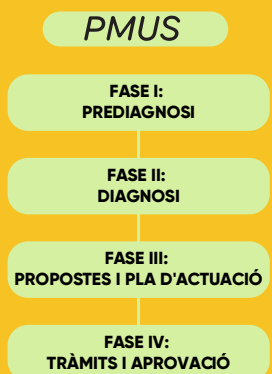 PMUS
FASE I:
PREDIAGNOSI
FASE II:
DIAGNOSI
FASE III:
PROPOSTES I PLA D'ACTUACIÓ
FASE IV:
TRÀMITS I APROVACIÓ